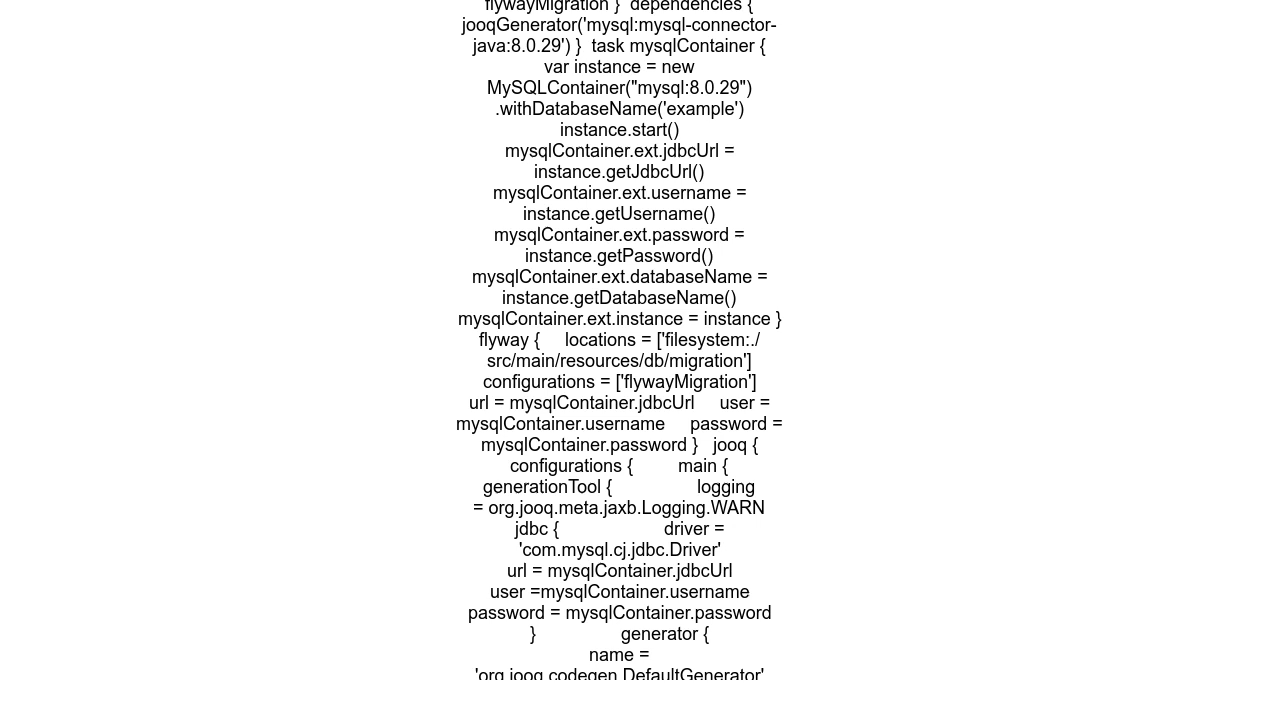 flywayMigration }  dependencies {
jooqGenerator('mysql:mysql-connector-
java:8.0.29') }  task mysqlContainer {
var instance = new
MySQLContainer("mysql:8.0.29")
.withDatabaseName('example')
instance.start()
mysqlContainer.ext.jdbcUrl =
instance.getJdbcUrl()
mysqlContainer.ext.username =
instance.getUsername()
mysqlContainer.ext.password =
instance.getPassword()
mysqlContainer.ext.databaseName =
instance.getDatabaseName()
mysqlContainer.ext.instance = instance }
flyway {     locations = ['filesystem:./
src/main/resources/db/migration']
configurations = ['flywayMigration']
url = mysqlContainer.jdbcUrl     user =
mysqlContainer.username     password =
mysqlContainer.password }   jooq {
configurations {         main {
generationTool {                 logging
= org.jooq.meta.jaxb.Logging.WARN
jdbc {                     driver =
'com.mysql.cj.jdbc.Driver'
url = mysqlContainer.jdbcUrl
user =mysqlContainer.username
password = mysqlContainer.password
}                 generator {
name =
'org.jooq.codegen.DefaultGenerator'